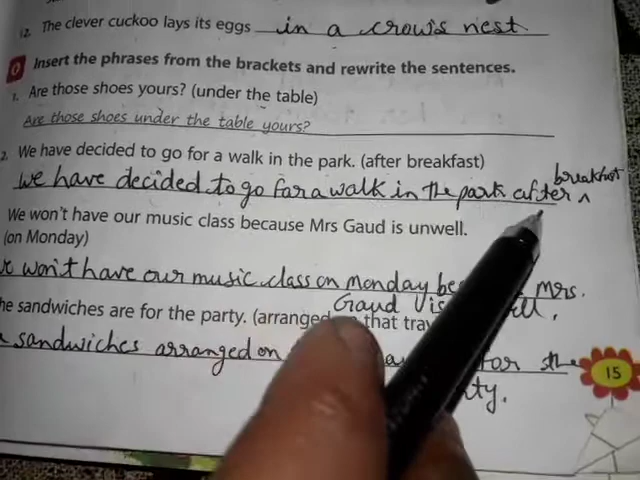 12. The clever cuckoo lays its eggs in a crow's nest.
Insert the phrases from the brackets and rewrite the sentences.
1. Are those shoes yours? (under the table)
Are those shoes under the table yours?
2. We have decided to go for a walk in the park. (after breakfast)
breakfast
we have decided to go for a walk in the park after ^
We won't have our music class because Mrs Gaud is unwell.
(on Monday)
won't have our music class on monday Mrs.
Gaud
he sandwiches are for the party. (arranged on that
sandwiches arranged on for the
15